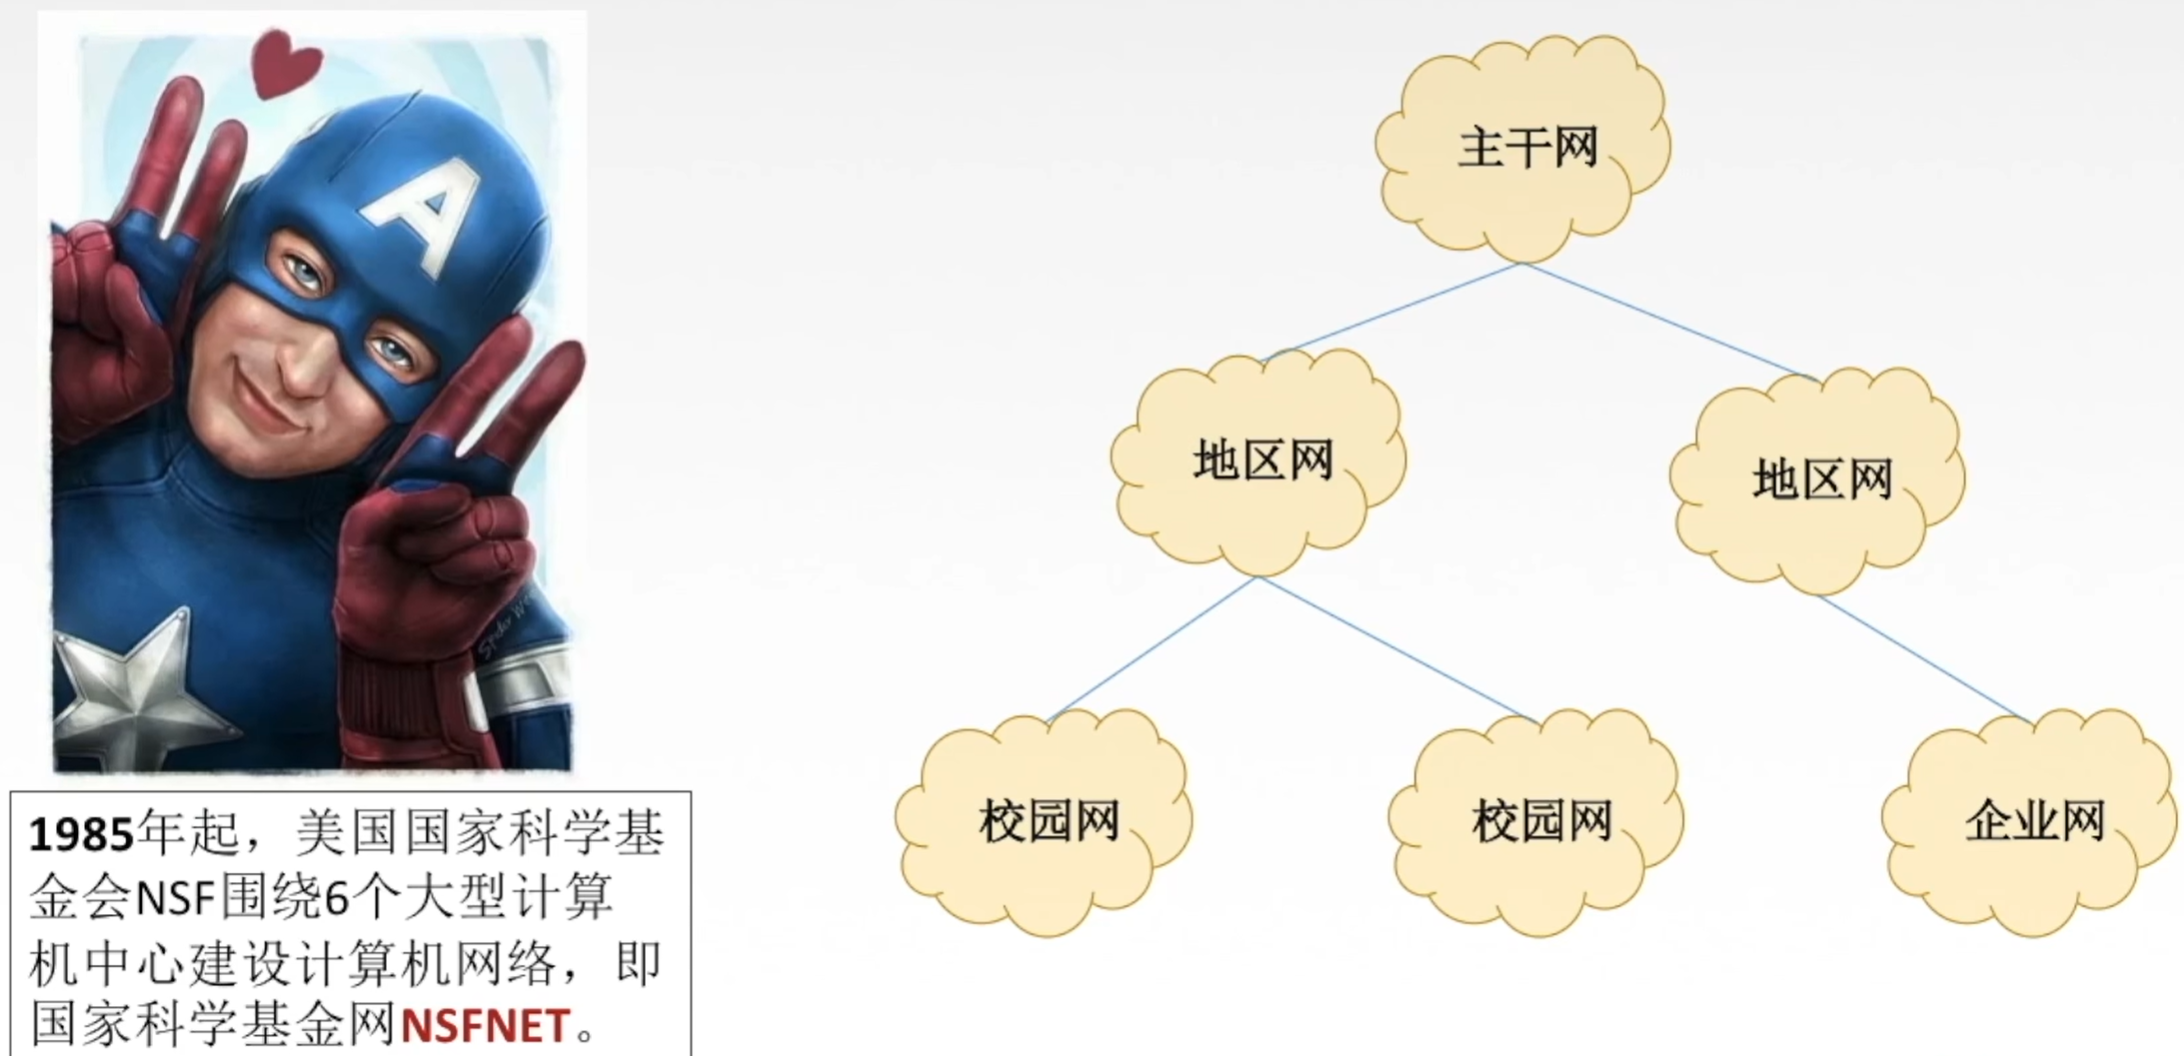 A
主干网
地区网
地区网
校园网
校园网
企业网
1985年起，美国国家科学基
金会NSF围绕6个大型计算
机中心建设计算机网络，即
国家科学基金网NSFNET。